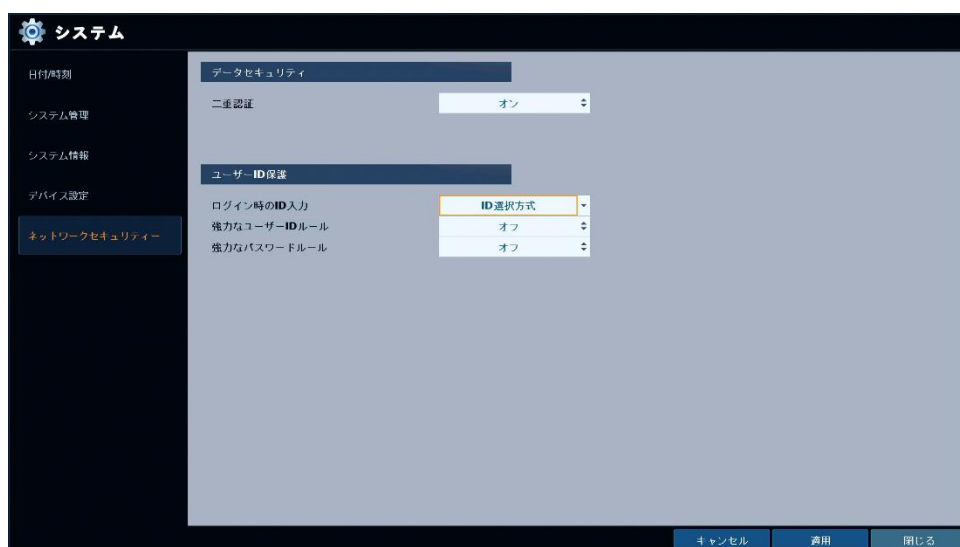 システム
日付/時刻
システム管理
システム情報
デバイス設定
ネットワークセキュリティー
データセキュリティ
二重認証 オン
ユーザーID保護
ログイン時のID入力 ID選択方式
強力なユーザーIDルール オフ
強力なパスワードルール オフ
キャンセル 適用 閉じる